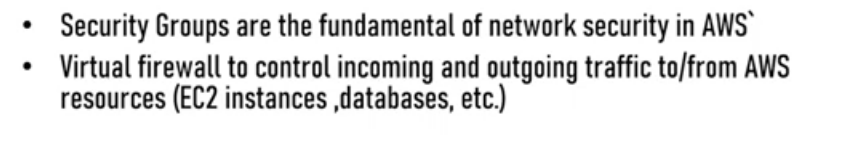 • Security Groups are the fundamental of network security in AWS`
• Virtual firewall to control incoming and outgoing traffic to/from AWS
resources (EC2 instances ,databases, etc.)